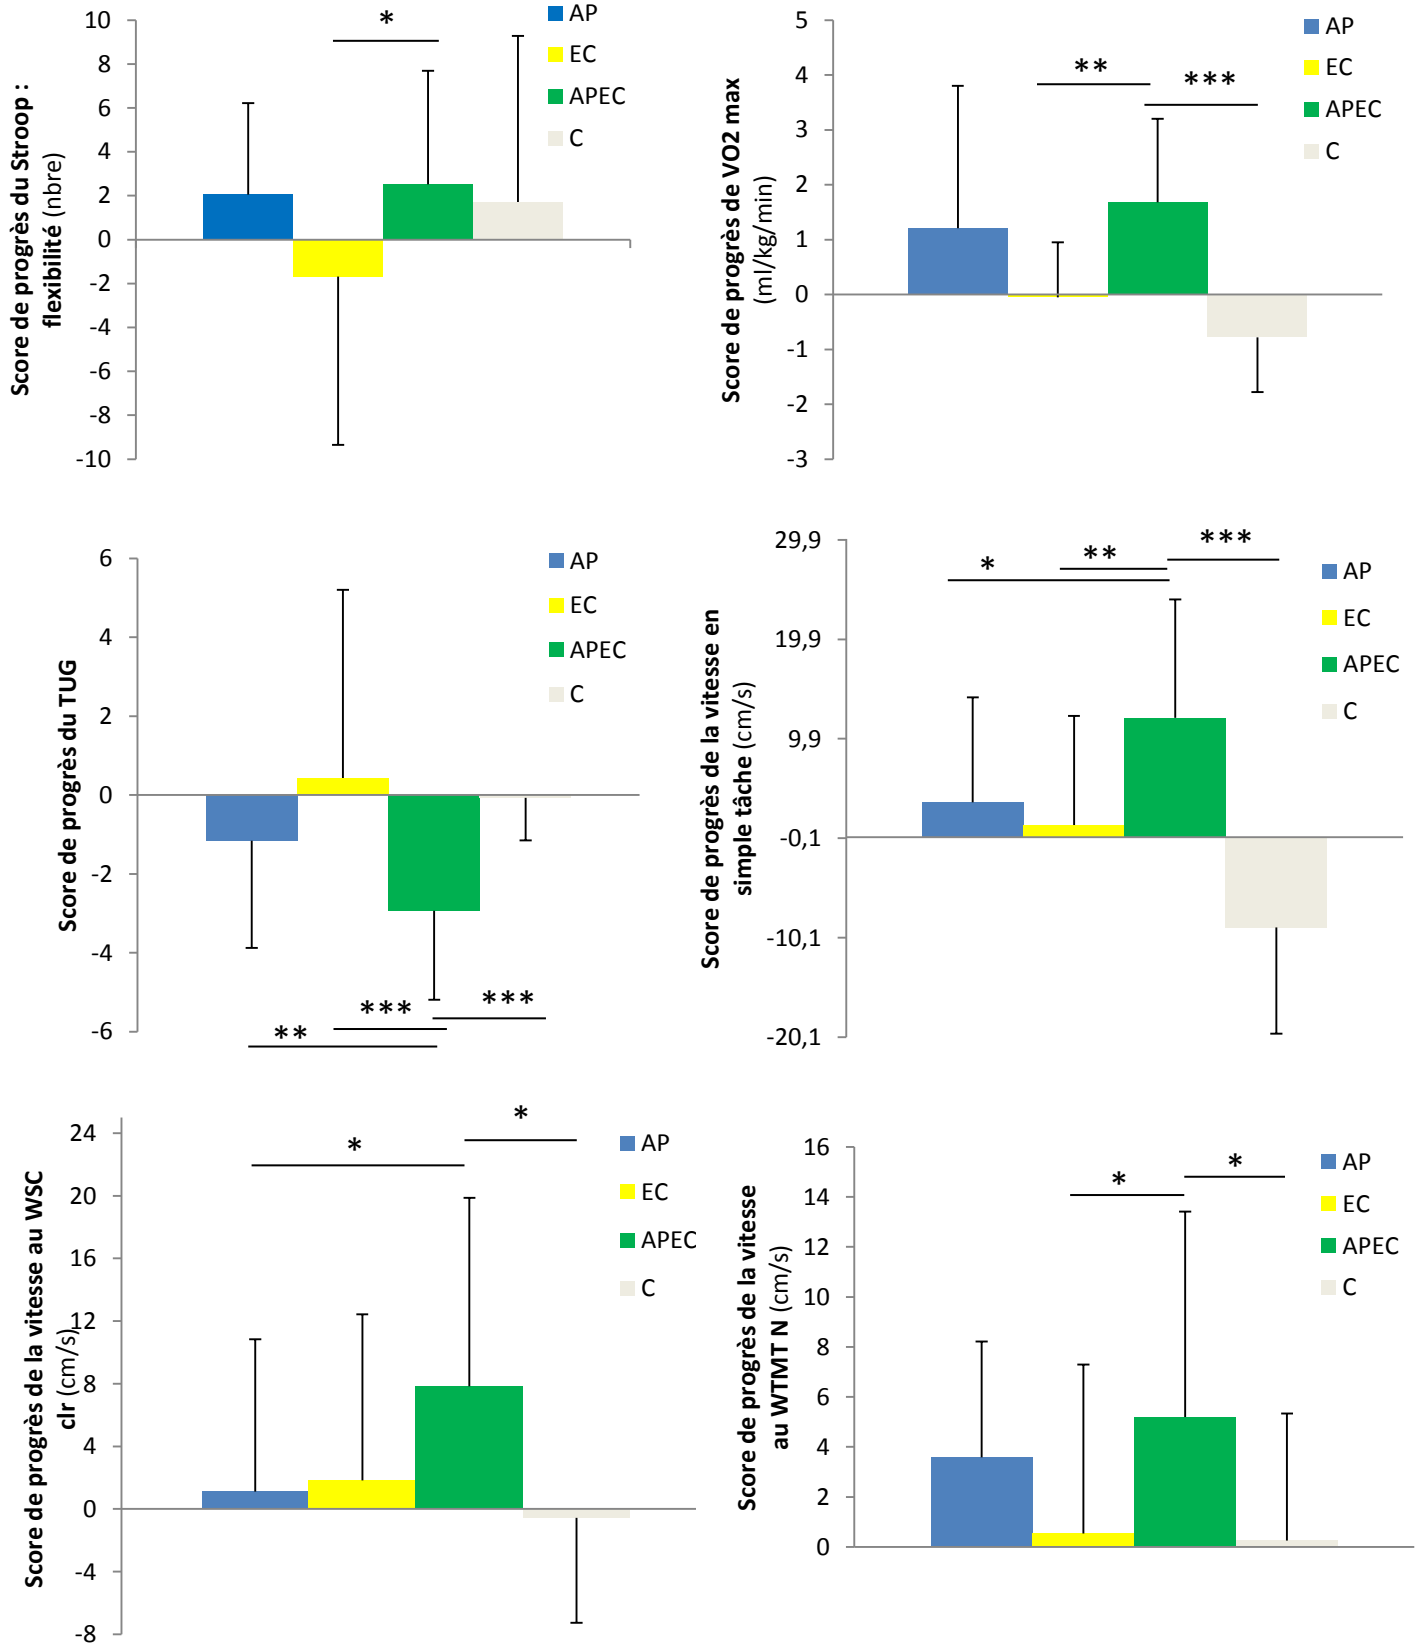 Score de progrès du Stroop :
flexibilité (nbre)
10
8
6
4
2
0
-2
-4
-6
-8
-10
*
AP
EC
APEC
C
Score de progrès de VO2 max
(ml/kg/min)
5
4
3
2
1
0
-1
-2
-3
**
***
AP
EC
APEC
C
Score de progrès du TUG
6
4
2
0
-2
-4
-6
**
***
***
AP
EC
APEC
C
Score de progrès de la vitesse en
simple tâche (cm/s)
29,9
19,9
9,9
-0,1
-10,1
-20,1
*
**
***
AP
EC
APEC
C
Score de progrès de la vitesse au WSC
clr (cm/s)
24
20
16
12
8
4
0
-4
-8
*
*
AP
EC
APEC
C
Score de progrès de la vitesse
au WTMT N (cm/s)
16
14
12
10
8
6
4
2
0
*
*
AP
EC
APEC
C